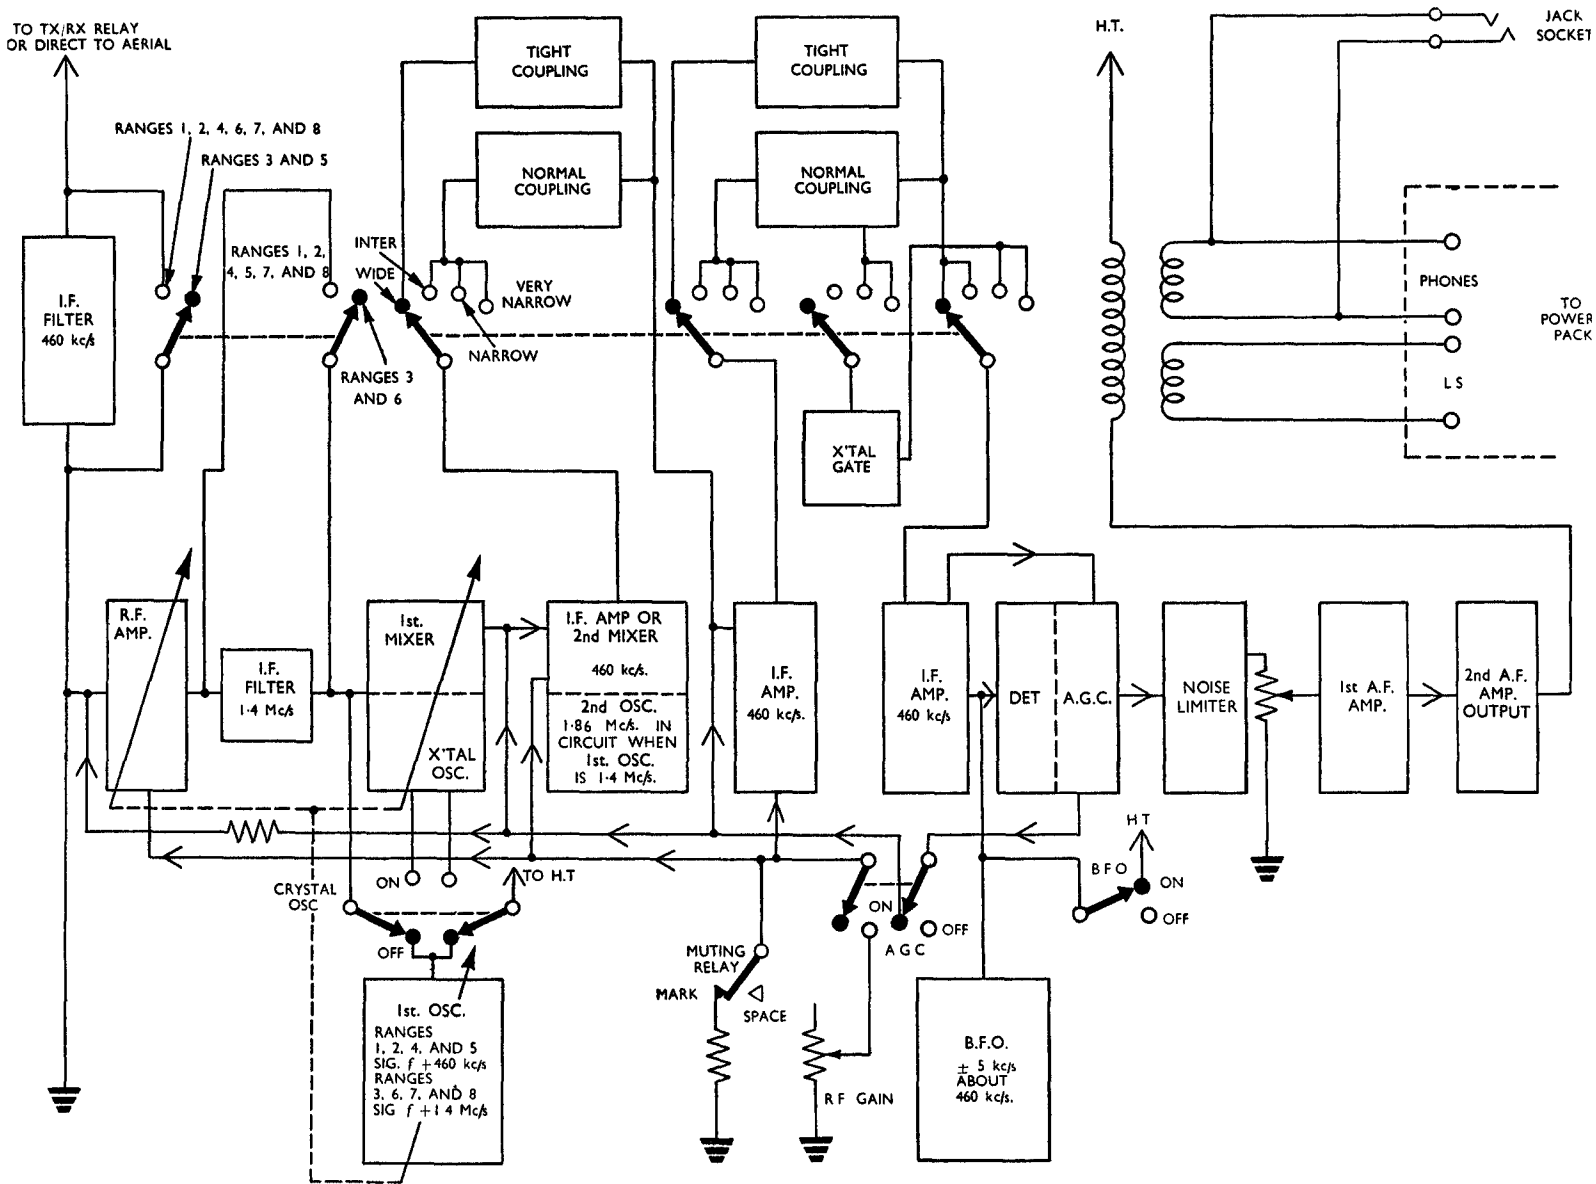 TO TX/RX RELAY
OR DIRECT TO AERIAL
RANGES 1, 2, 4, 6, 7, AND 8
RANGES 3 AND 5
I.F.
FILTER
460 kc/s
RANGES 1, 2,
4, 5, 7, AND 8
INTER
WIDE
VERY
NARROW
NARROW
RANGES 3
AND 6
TIGHT
COUPLING
NORMAL
COUPLING
TIGHT
COUPLING
NORMAL
COUPLING
X'TAL
GATE
H.T.
JACK
SOCKET
PHONES
L S
TO
POWER
PACK
R.F.
AMP.
I.F.
FILTER
1·4 Mc/s
1st.
MIXER
X'TAL
OSC.
I.F. AMP OR
2nd MIXER
460 kc/s.
2nd OSC.
1·86 Mc/s. IN
CIRCUIT WHEN
1st. OSC.
IS 1·4 Mc/s.
I.F.
AMP.
460 kc/s.
I.F.
AMP.
460 kc/s
DET
A.G.C.
NOISE
LIMITER
1st A.F.
AMP.
2nd A.F.
AMP.
OUTPUT
CRYSTAL
OSC
ON
OFF
TO H.T
1st. OSC.
RANGES
1, 2, 4, AND 5
SIG. f +460 kc/s
RANGES
3, 6, 7, AND 8
SIG f +1 4 Mc/s
MUTING
RELAY
MARK
SPACE
RF GAIN
ON
OFF
A G C
B.F.O.
± 5 kc/s
ABOUT
460 kc/s.
H T
B F O
ON
OFF